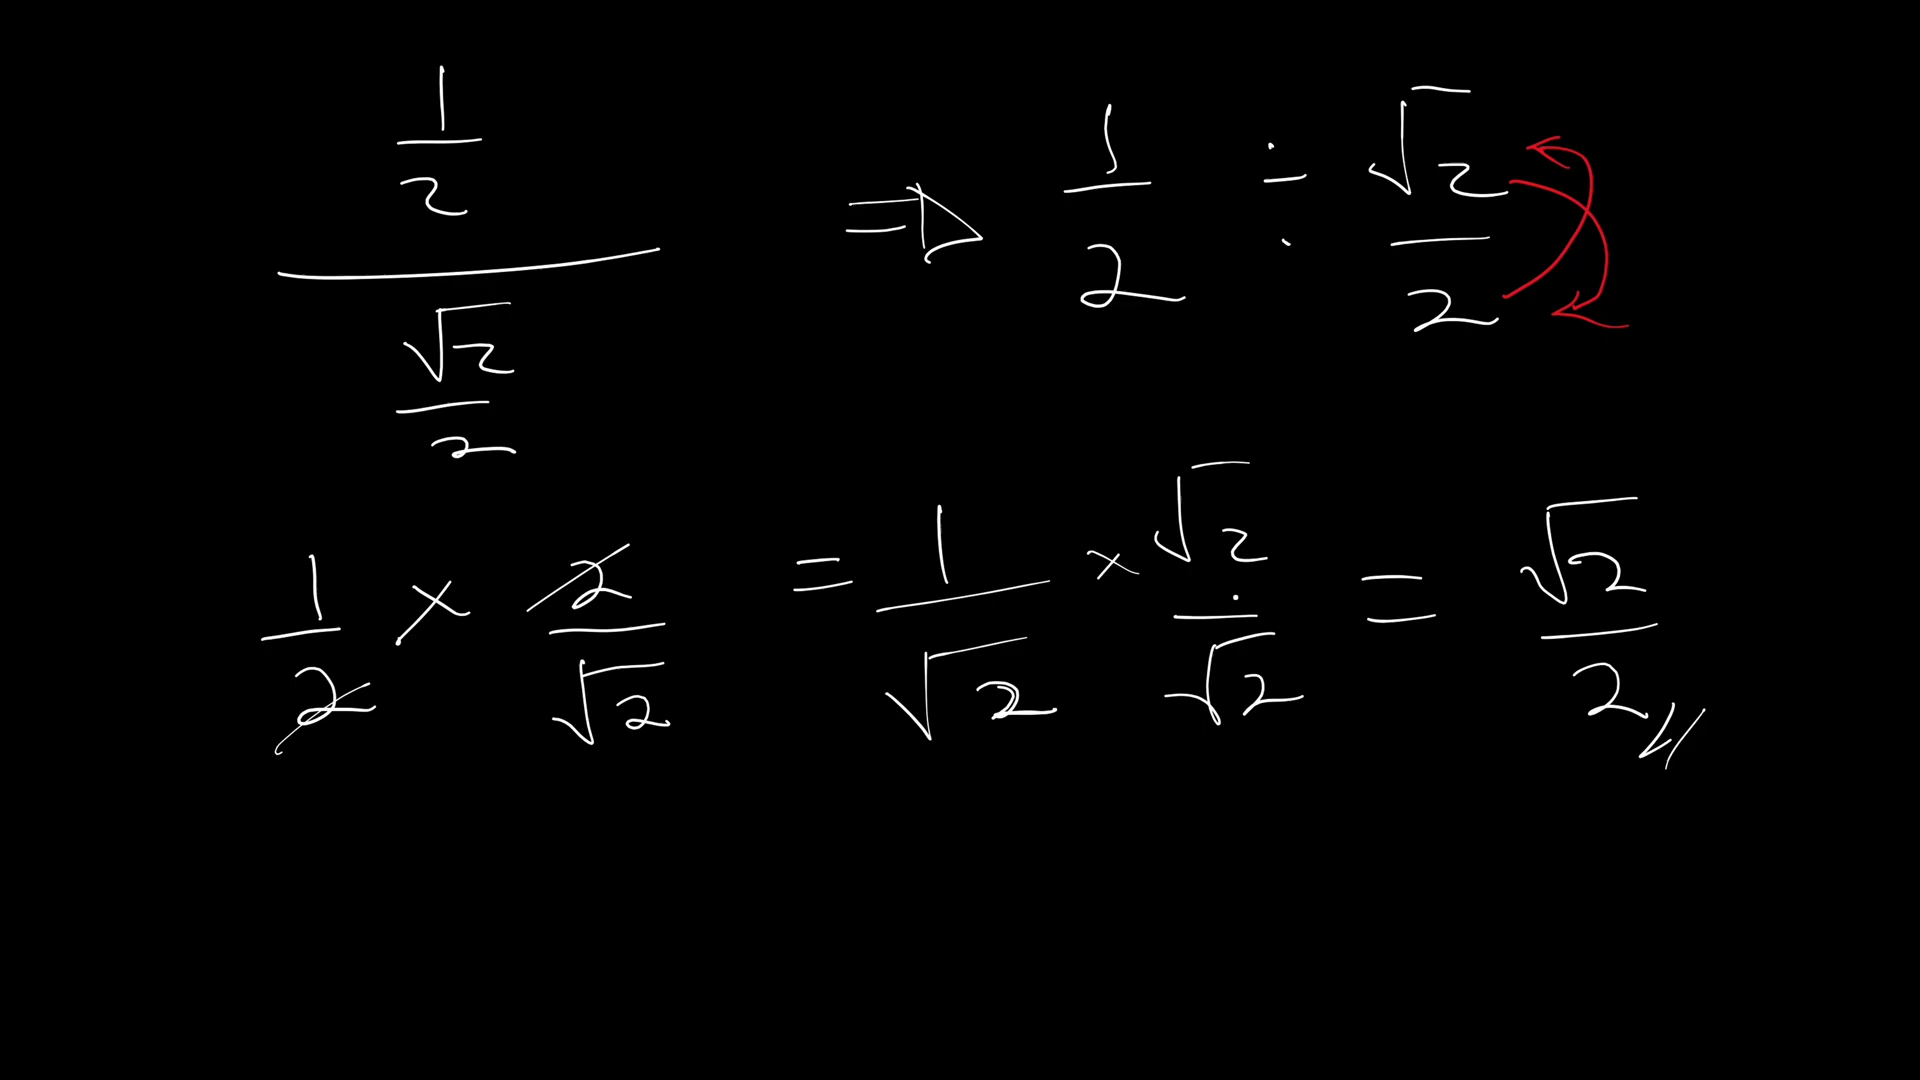 1/2 / √2/2 ⇒ 1/2 ÷ √2/2
1/2 × 2/√2 = 1/√2 × √2/√2 = √2/2